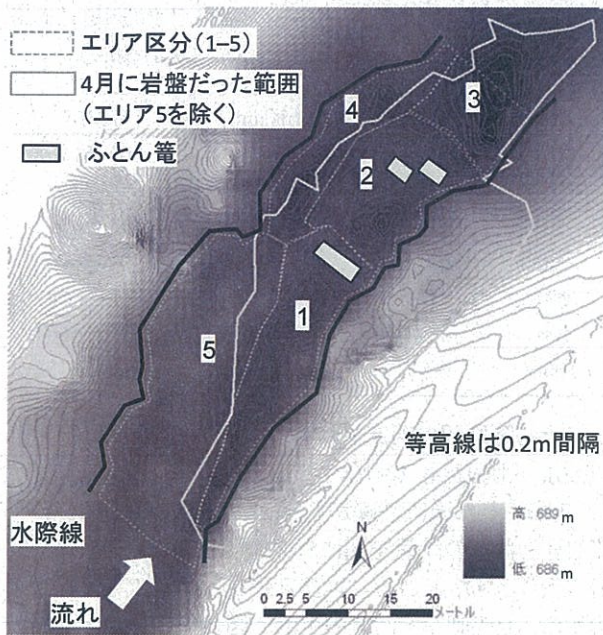 エリア区分(1–5)
4月に岩盤だった範囲
(エリア5を除く)
ふとん篭
4
3
2
1
5
等高線は0.2m間隔
水際線
流れ
N
高 : 689 m
低 : 686 m
0 2.5 5 10 15 20
メートル